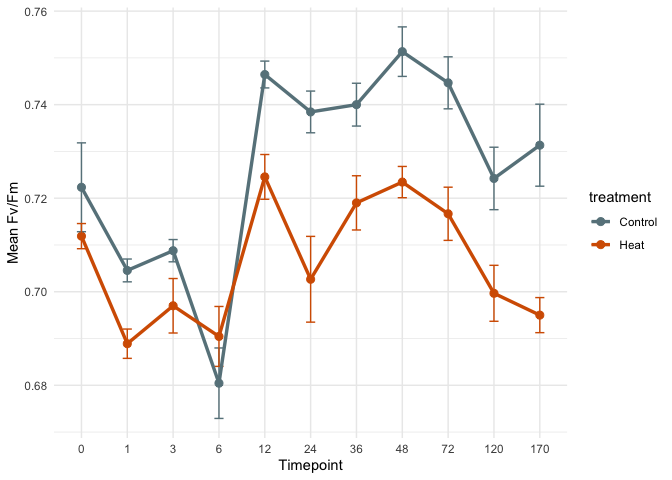 0.76
0.74
0.72
0.70
0.68
Mean Fv/Fm
0 1 3 6 12 24 36 48 72 120 170
Timepoint
treatment
Control
Heat